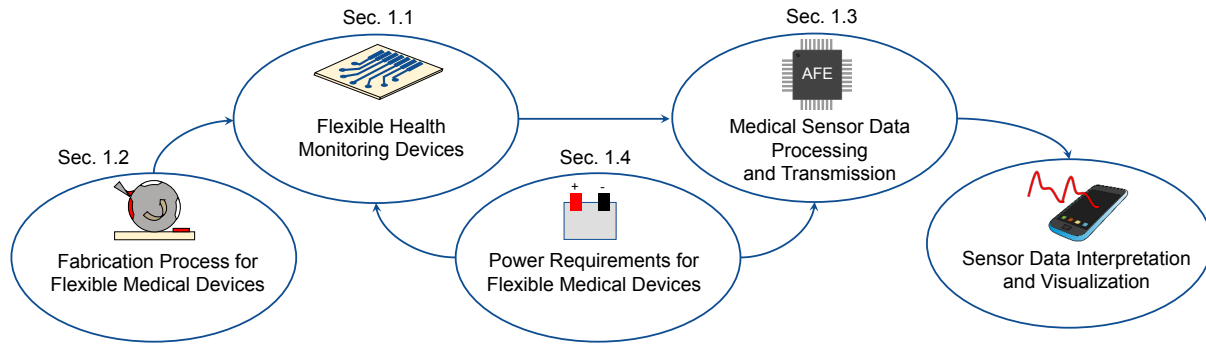 Sec. 1.1
Flexible Health
Monitoring Devices
Sec. 1.3
AFE
Medical Sensor Data
Processing
and Transmission
Sec. 1.2
Fabrication Process for
Flexible Medical Devices
Sec. 1.4
+ -
Power Requirements for
Flexible Medical Devices
Sensor Data Interpretation
and Visualization